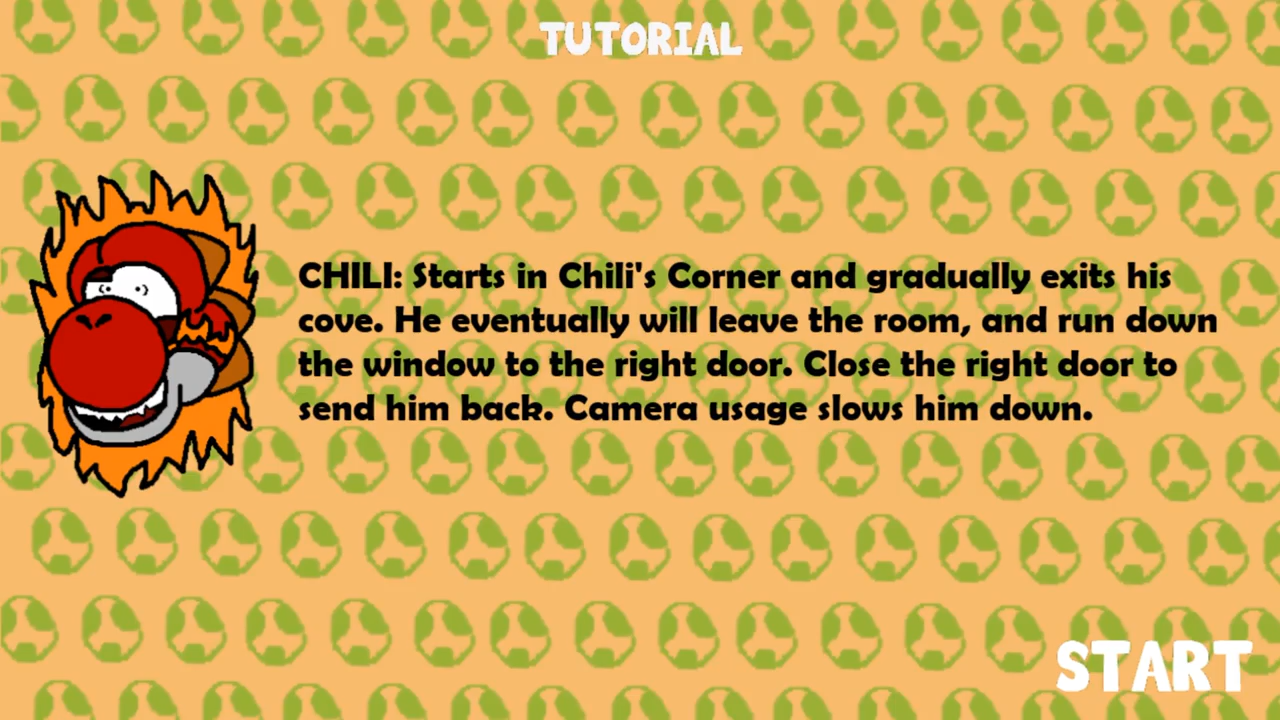 TUTORIAL
CHILI: Starts in Chili's Corner and gradually exits his
cove. He eventually will leave the room, and run down
the window to the right door. Close the right door to
send him back. Camera usage slows him down.
START